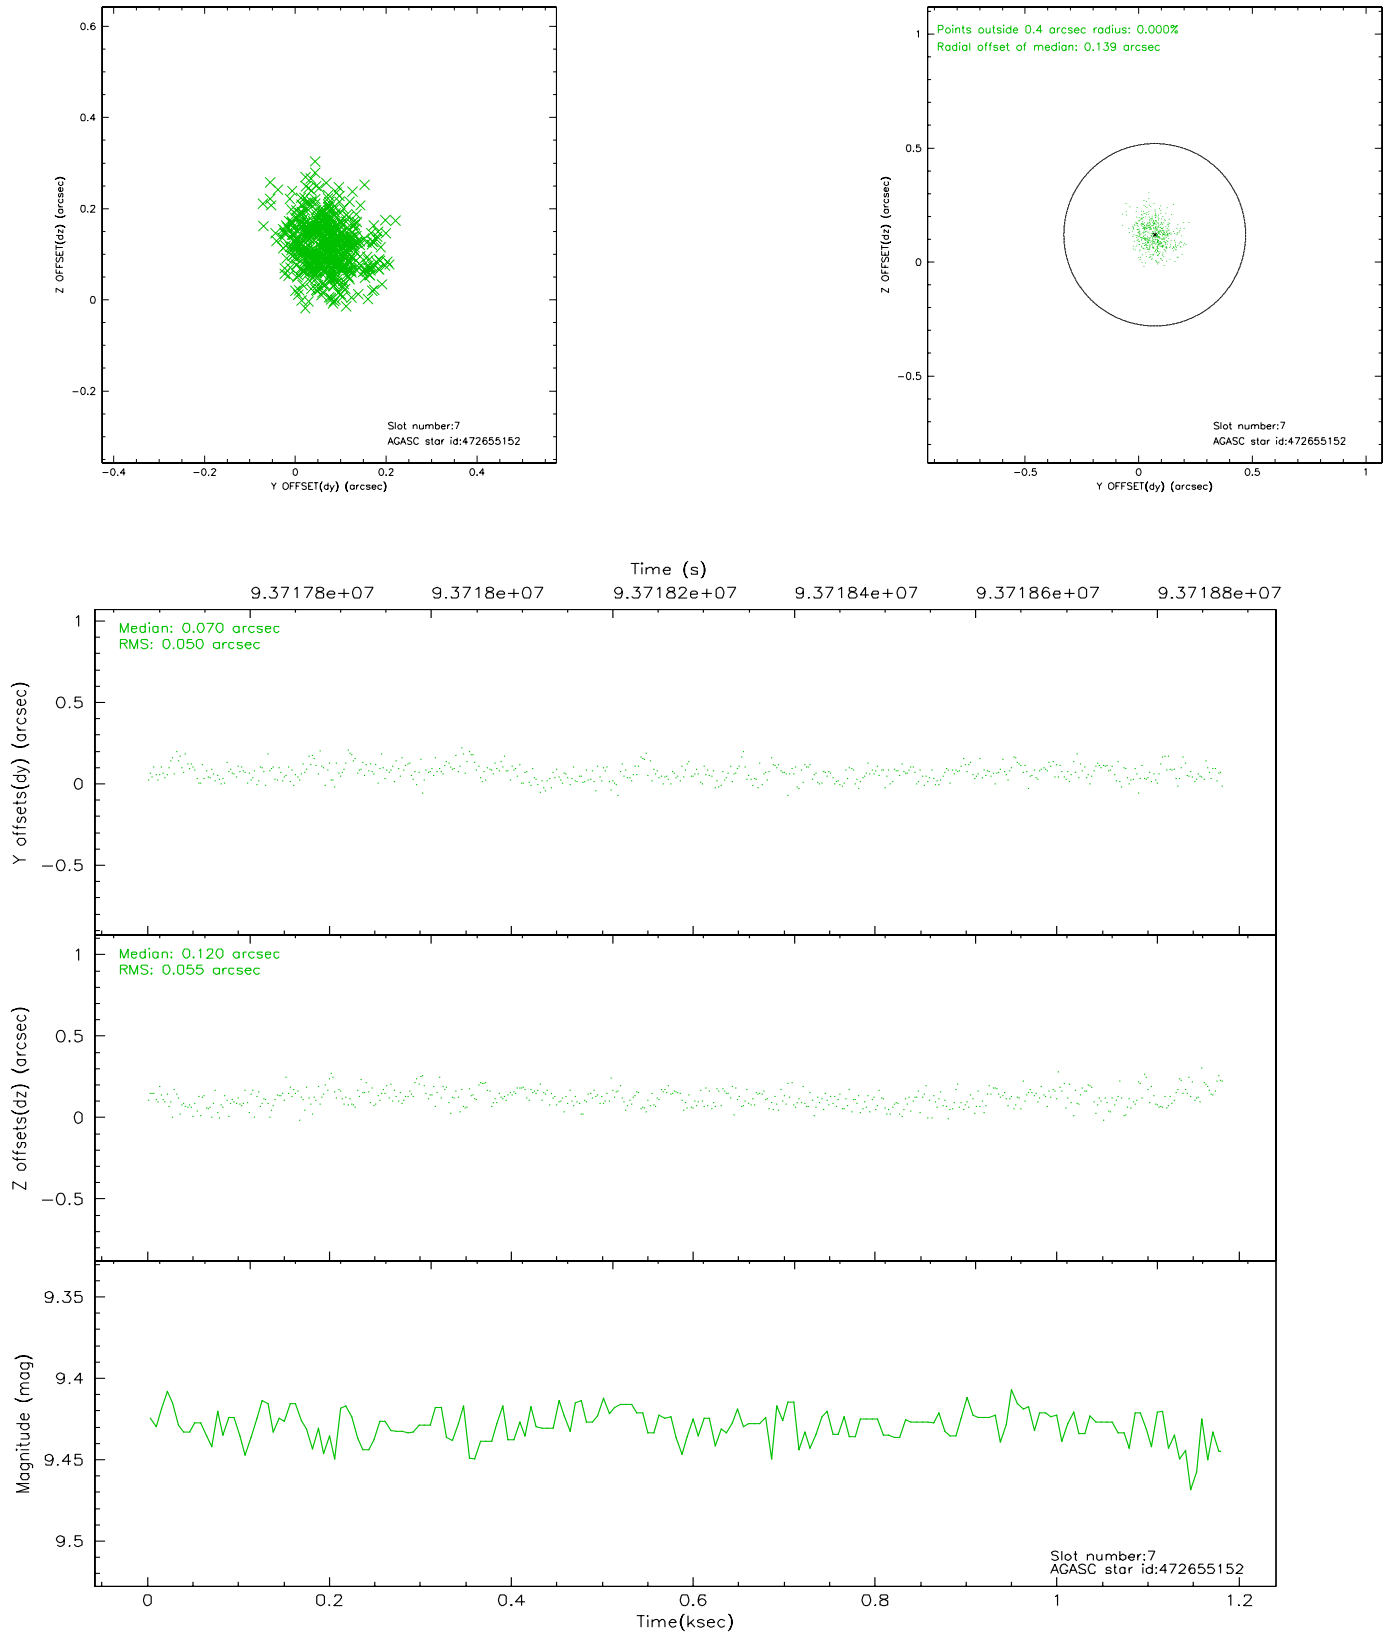 0.6
0.4
0.2
0
−0.2
Z OFFSET(dz) (arcsec)
−0.4 −0.2 0 0.2 0.4
Y OFFSET(dy) (arcsec)
Slot number:7
AGASC star id:472655152
Points outside 0.4 arcsec radius: 0.000%
Radial offset of median: 0.139 arcsec
1
0.5
0
−0.5
Z OFFSET(dz) (arcsec)
−0.5 0 0.5 1
Y OFFSET(dy) (arcsec)
Slot number:7
AGASC star id:472655152
Time (s)
9.37178e+07 9.3718e+07 9.37182e+07 9.37184e+07 9.37186e+07 9.37188e+07
Median: 0.070 arcsec
RMS: 0.050 arcsec
1
0.5
0
−0.5
Y offsets(dy) (arcsec)
Median: 0.120 arcsec
RMS: 0.055 arcsec
1
0.5
0
−0.5
Z offsets(dz) (arcsec)
9.35
9.4
9.45
9.5
Magnitude (mag)
Slot number:7
AGASC star id:472655152
0 0.2 0.4 0.6 0.8 1 1.2
Time(ksec)